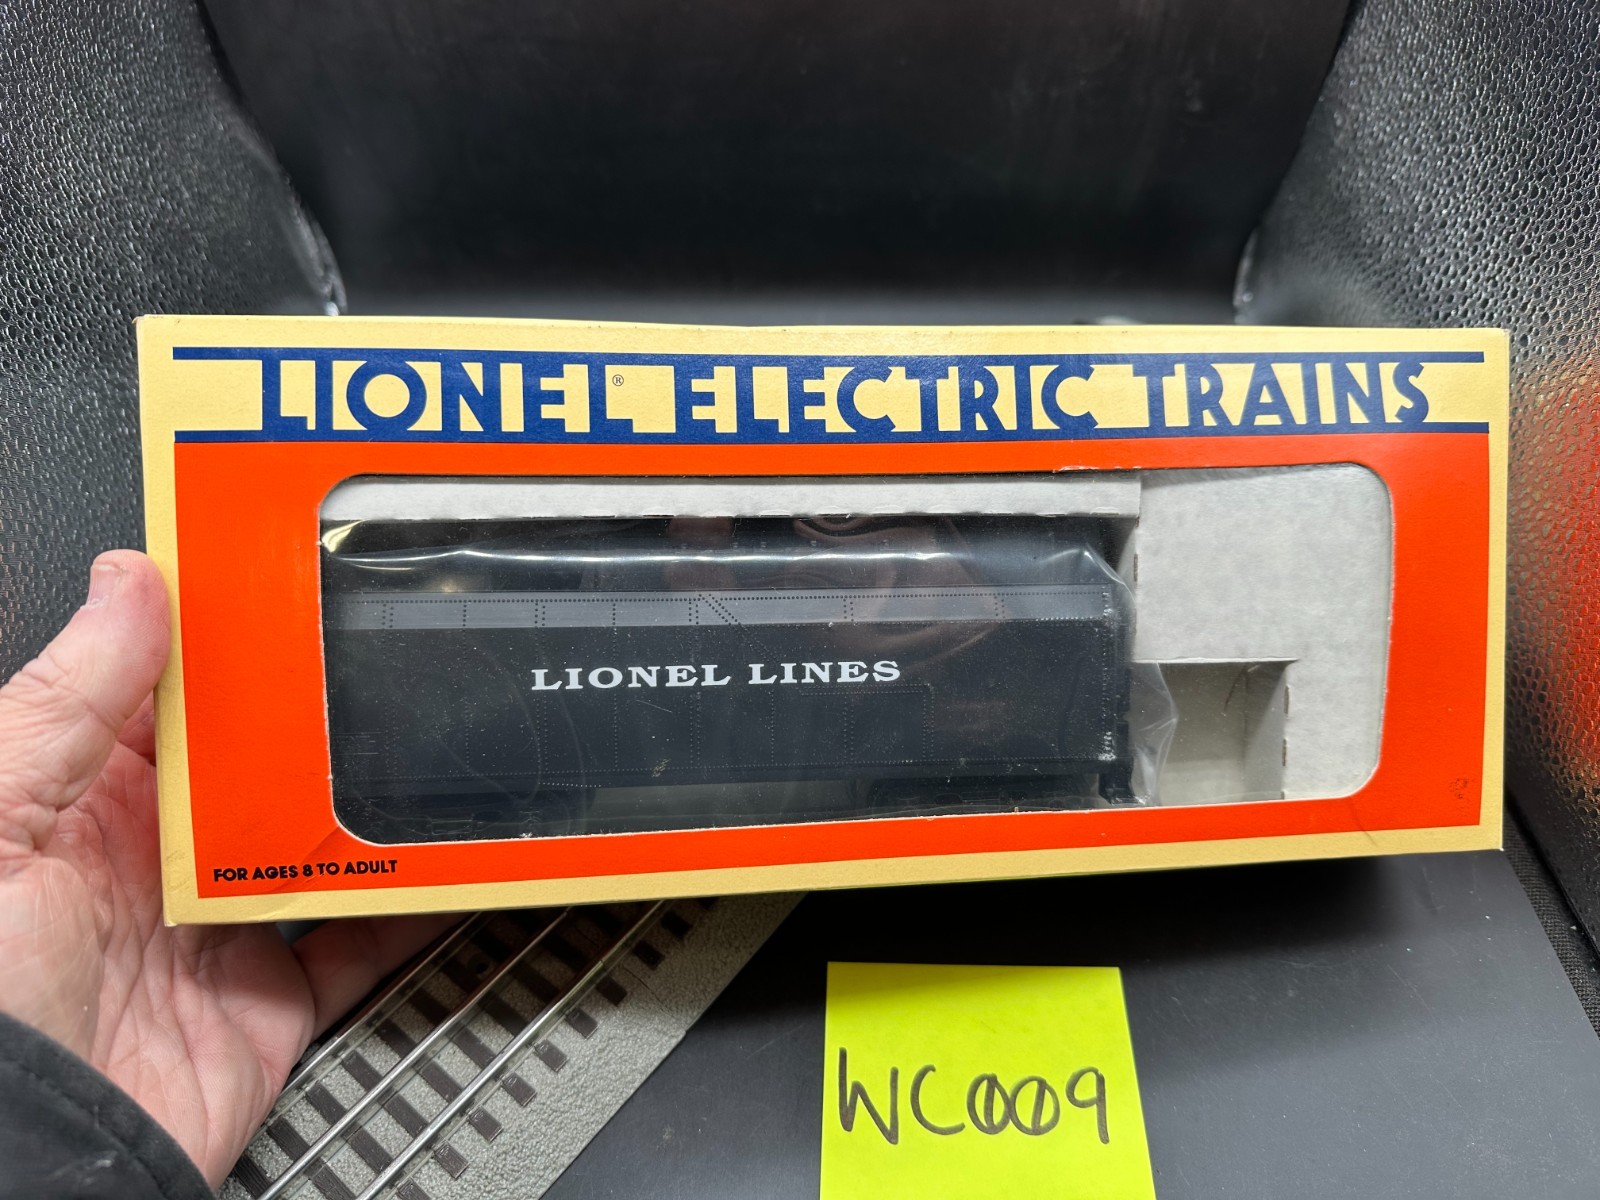 LIONEL® ELECTRIC TRAINS
LIONEL LINES
FOR AGES 8 TO ADULT
WC009